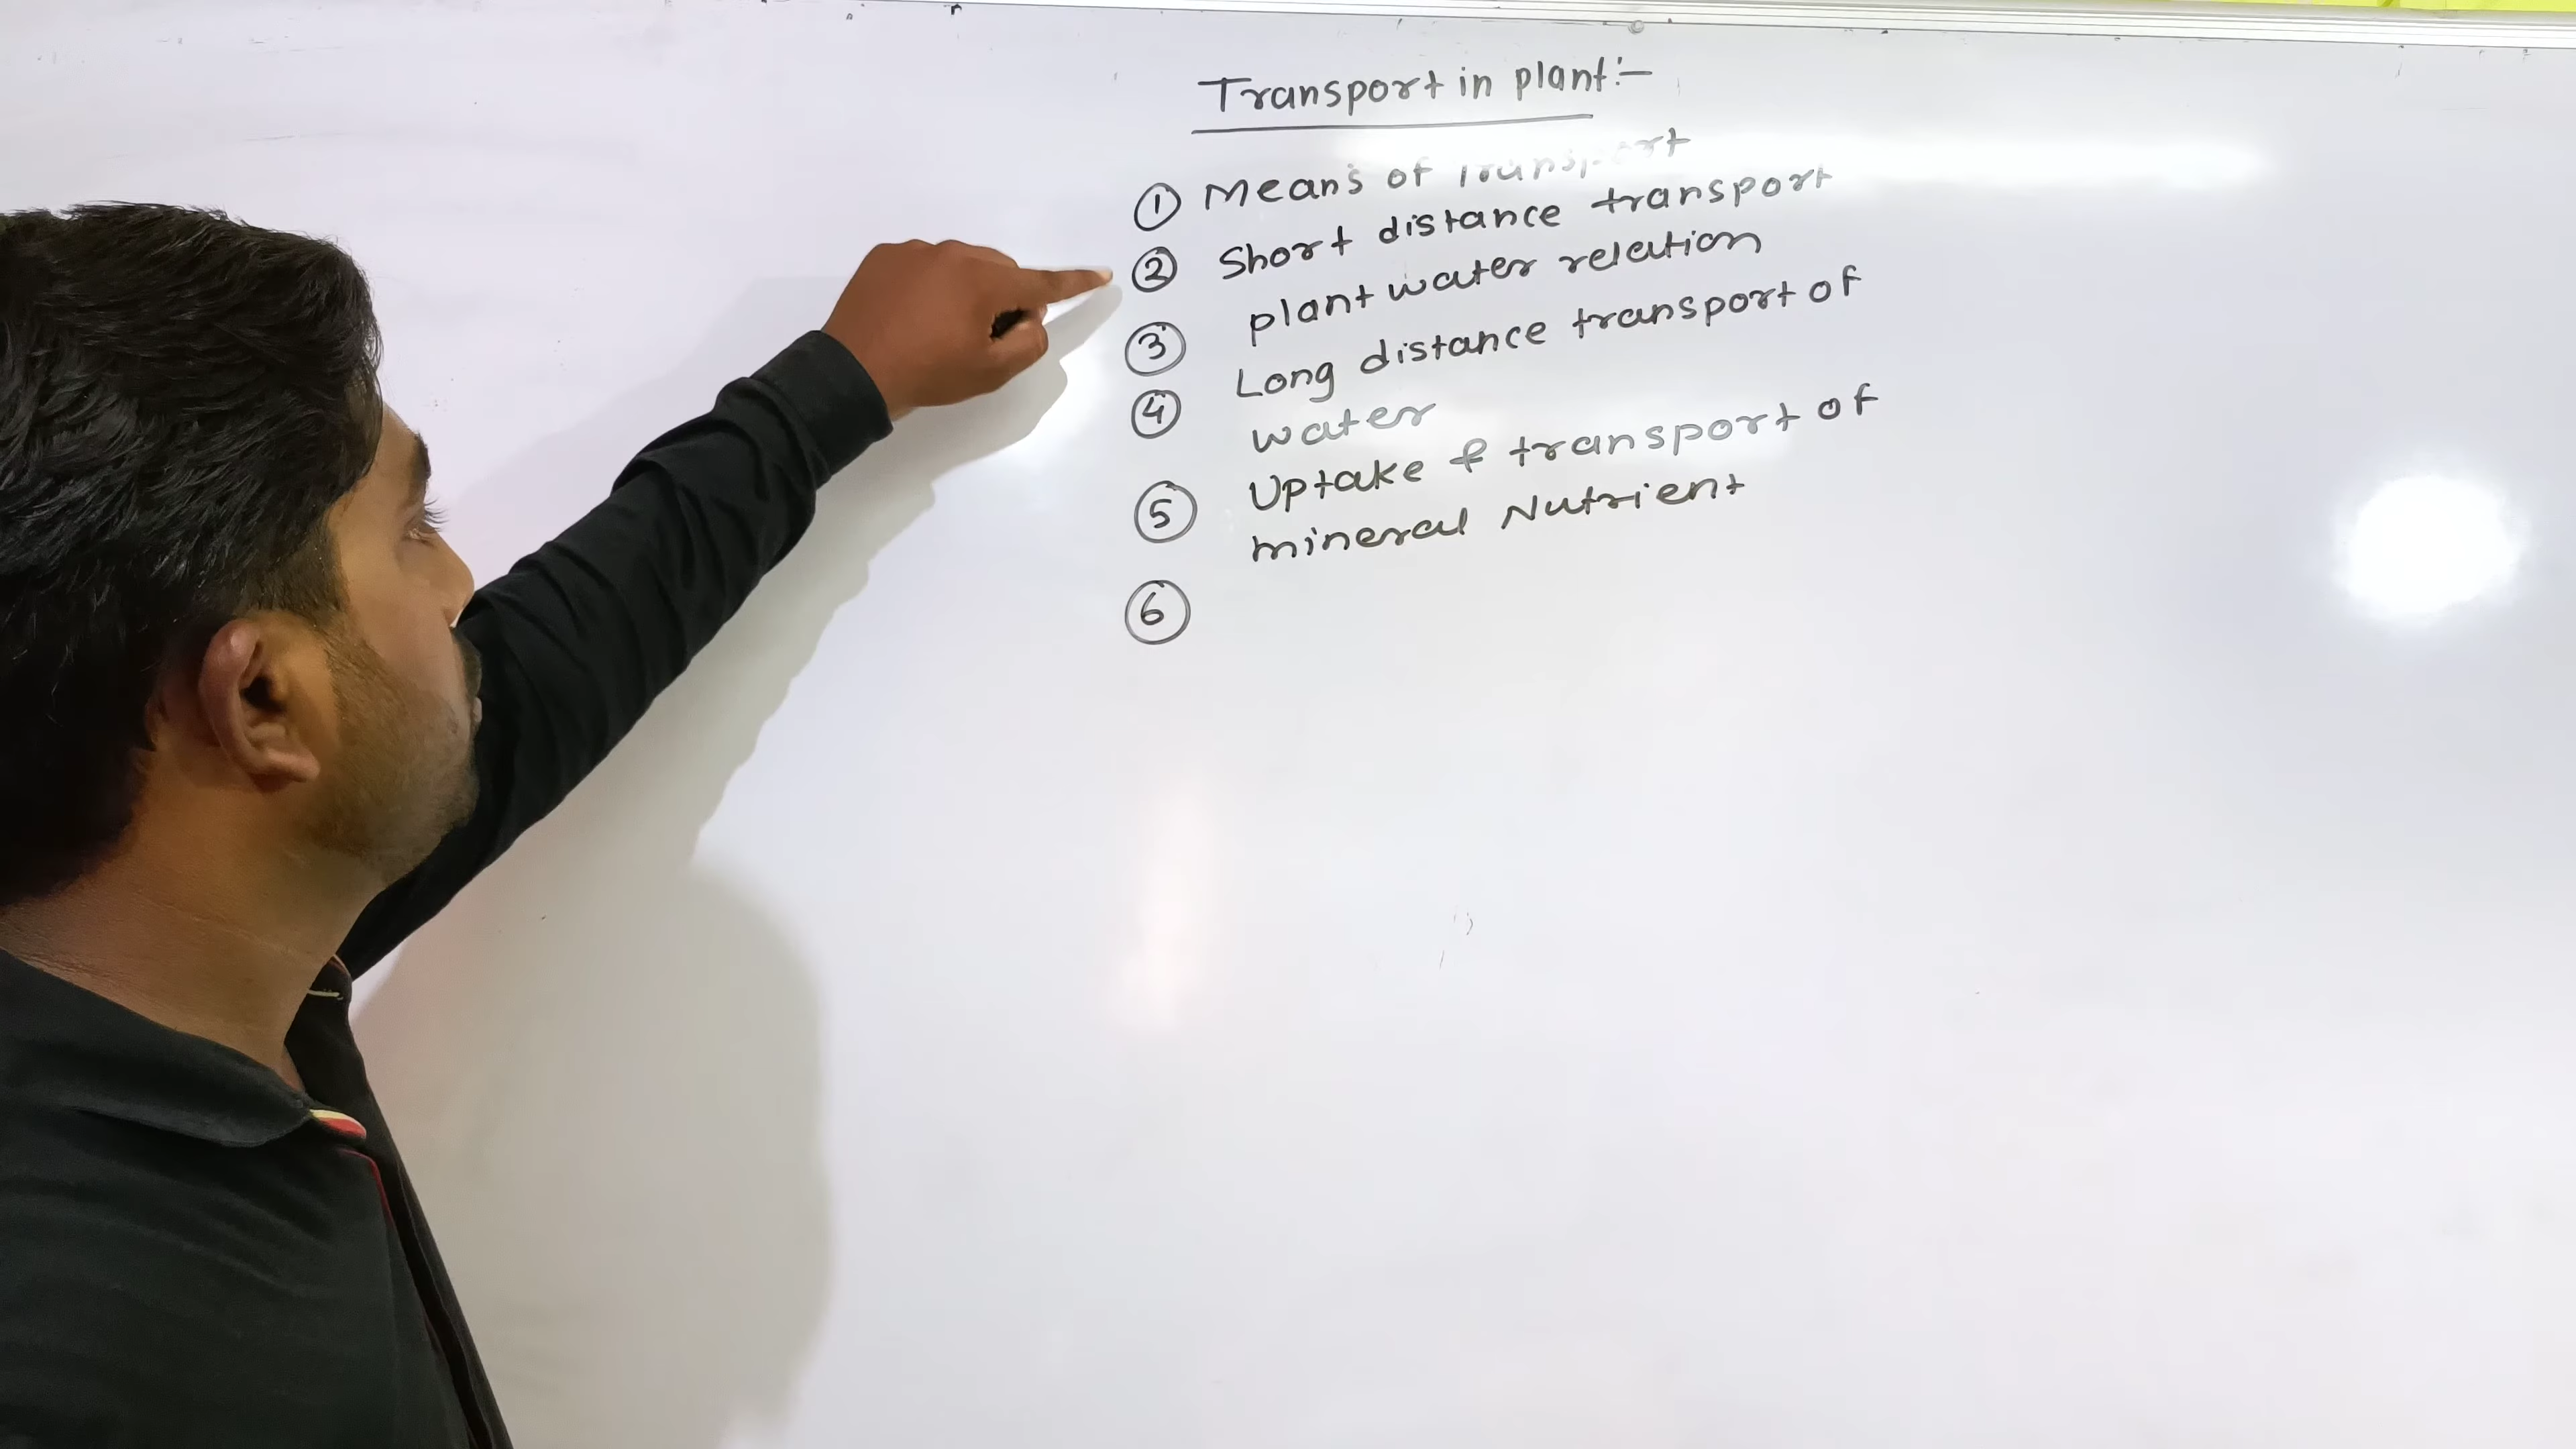 Transport in plant:-
① Means of Transport
② Short distance transport
③ plant water relation
④ Long distance transport of
water
⑤ Uptake & transport of
mineral Nutrient
⑥